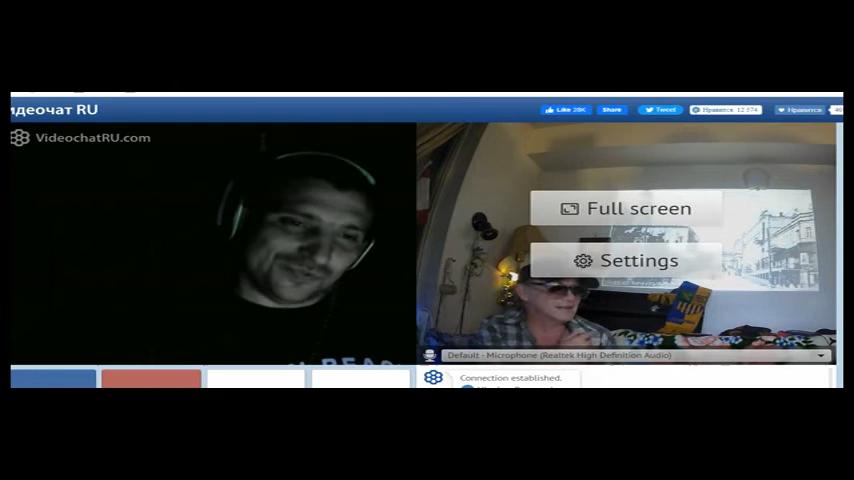 идеочат RU
Like 28K
Share
Tweet
Нравится 12 574
Нравится
VideochatRU.com
Full screen
Settings
Default - Microphone (Realtek High Definition Audio)
Connection established.